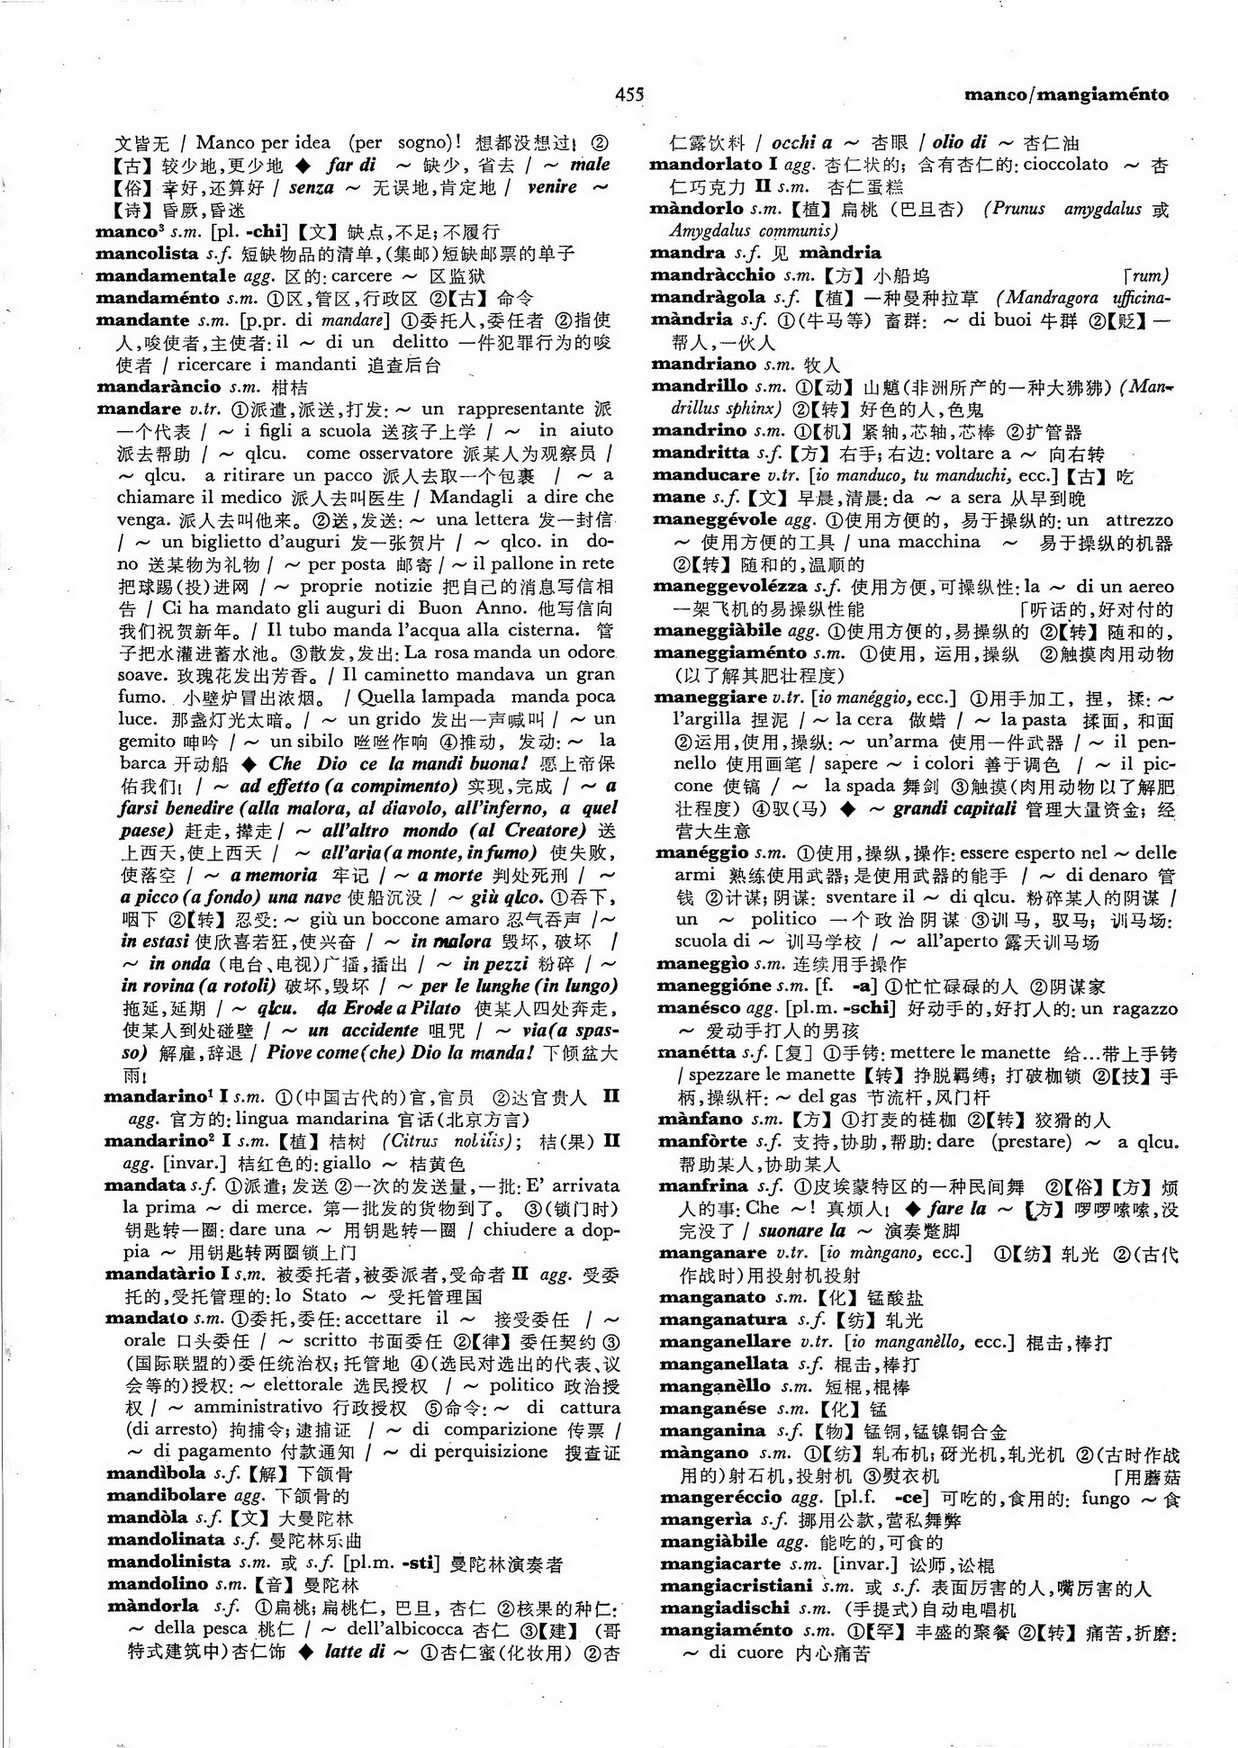 455
manco/mangiaménto
文皆无 / Manco per idea (per sogno)! 想都没想过! ②
【古】较少地,更少地 ◆ far di ~ 缺少, 省去 / ~ male
【俗】幸好,还算好 / senza ~ 无误地,肯定地 / venire ~
【诗】昏厥,昏迷
manco³ s.m. [pl. -chi]【文】缺点,不足;不履行
mancolista s.f. 短缺物品的清单,(集邮)短缺邮票的单子
mandamentale agg. 区的: carcere ~ 区监狱
mandaménto s.m. ①区,管区,行政区 ②【古】命令
mandante s.m. [p.pr. di mandare] ①委托人,委任者 ②指使
人,唆使者,主使者: il ~ di un delitto 一件犯罪行为的唆
使者 / ricercare i mandanti 追查后台
mandaràncio s.m. 柑桔
mandare v.tr. ①派遣,派送,打发: ~ un rappresentante 派
一个代表 / ~ i figli a scuola 送孩子上学 / ~ in aiuto
派去帮助 / ~ qlcu. come osservatore 派某人为观察员 /
~ qlcu. a ritirare un pacco 派人去取一个包裹 / ~ a
chiamare il medico 派人去叫医生 / Mandagli a dire che
venga. 派人去叫他来。②送,发送: ~ una lettera 发一封信
/ ~ un biglietto d'auguri 发一张贺片 / ~ qlco. in do-
no 送某物为礼物 / ~ per posta 邮寄 / ~ il pallone in rete
把球踢(投)进网 / ~ proprie notizie 把自己的消息写信相
告 / Ci ha mandato gli auguri di Buon Anno. 他写信向
我们祝贺新年。/ Il tubo manda l'acqua alla cisterna. 管
子把水灌进蓄水池。③散发,发出: La rosa manda un odore
soave. 玫瑰花发出芳香。/ Il caminetto mandava un gran
fumo. 小壁炉冒出浓烟。 / Quella lampada manda poca
luce. 那盏灯光太暗。/ ~ un grido 发出一声喊叫 / ~ un
gemito 呻吟 / ~ un sibilo 咝咝作响 ④推动, 发动: ~ la
barca 开动船 ◆ Che Dio ce la mandi buona! 愿上帝保
佑我们! / ~ ad effetto (a compimento) 实现,完成 / ~ a
farsi benedire (alla malora, al diavolo, all'inferno, a quel
paese) 赶走, 撵走 / ~ all'altro mondo (al Creatore) 送
上西天,使上西天 / ~ all'aria (a monte, in fumo) 使失败,
使落空 / ~ a memoria 牢记 / ~ a morte 判处死刑 / ~
a picco (a fondo) una nave 使船沉没 / ~ giù qlco. ①吞下,
咽下 ②【转】忍受: ~ giù un boccone amaro 忍气吞声 / ~
in estasi 使欣喜若狂,使兴奋 / ~ in malora 毁坏, 破坏 /
~ in onda (电台、电视)广播,播出 / ~ in pezzi 粉碎 / ~
in rovina (a rotoli) 破坏,毁坏 / ~ per le lunghe (in lungo)
拖延,延期 / ~ qlcu. da Erode a Pilato 使某人四处奔走,
使某人到处碰壁 / ~ un accidente 咀咒 / ~ via (a spas-
so) 解雇,辞退 / Piove come (che) Dio la manda! 下倾盆大
雨!
mandarino¹ I s.m. ①(中国古代的)官,官员 ②达官贵人 II
agg. 官方的: lingua mandarina 官话(北京方言)
mandarino² I s.m.【植】桔树 (Citrus nobilis); 桔(果) II
agg. [invar.] 桔红色的: giallo ~ 桔黄色
mandata s.f. ①派遣; 发送 ②一次的发送量,一批: E' arrivata
la prima ~ di merce. 第一批发的货物到了。 ③(锁门时)
钥匙转一圈: dare una ~ 用钥匙转一圈 / chiudere a dop-
pia ~ 用钥匙转两圈锁上门
mandatàrio I s.m. 被委托者,被委派者,受命者 II agg. 受委
托的,受托管理的: lo Stato ~ 受托管理国
mandato s.m. ①委托,委任: accettare il ~ 接受委任 / ~
orale 口头委任 / ~ scritto 书面委任 ②【律】委任契约 ③
(国际联盟的)委任统治权;托管地 ④(选民对选出的代表、议
会等的)授权: ~ elettorale 选民授权 / ~ politico 政治授
权 / ~ amministrativo 行政授权 ⑤命令: ~ di cattura
(di arresto) 拘捕令; 逮捕证 / ~ di comparizione 传票 /
~ di pagamento 付款通知 / ~ di perquisizione 搜查证
mandìbola s.f.【解】下颌骨
mandibolare agg. 下颌骨的
mandòla s.f.【文】大曼陀林
mandolinata s.f. 曼陀林乐曲
mandolinista s.m. 或 s.f. [pl.m. -sti] 曼陀林演奏者
mandolino s.m.【音】曼陀林
màndorla s.f. ①扁桃; 扁桃仁, 巴旦, 杏仁 ②核果的种仁:
~ della pesca 桃仁 / ~ dell'albicocca 杏仁 ③【建】(哥
特式建筑中)杏仁饰 ◆ latte di ~ ①杏仁蜜(化妆用) ②杏
仁露饮料 / occhi a ~ 杏眼 / olio di ~ 杏仁油
mandorlato I agg. 杏仁状的; 含有杏仁的: cioccolato ~ 杏
仁巧克力 II s.m. 杏仁蛋糕
màndorlo s.m.【植】扁桃 (巴旦杏) (Prunus amygdalus 或
Amygdalus communis)
mandra s.f. 见 màndria
mandràcchio s.m.【方】小船坞 「rum)
mandràgola s.f.【植】一种曼种拉草 (Mandragora ufficina-
màndria s.f. ①(牛马等) 畜群: ~ di buoi 牛群 ②【贬】一
帮人,一伙人
mandriano s.m. 牧人
mandrillo s.m. ①【动】山魈(非洲所产的一种大狒狒) (Man-
drillus sphinx) ②【转】好色的人,色鬼
mandrino s.m. ①【机】紧轴,芯轴,芯棒 ②扩管器
mandritta s.f.【方】右手; 右边: voltare a ~ 向右转
manducare v.tr. [io manduco, tu manduchi, ecc.]【古】吃
mane s.f.【文】早晨,清晨: da ~ a sera 从早到晚
maneggévole agg. ①使用方便的, 易于操纵的: un attrezzo
~ 使用方便的工具 / una macchina ~ 易于操纵的机器
②【转】随和的,温顺的
maneggevolézza s.f. 使用方便,可操纵性: la ~ di un aereo
一架飞机的易操纵性能 「听话的,好对付的
maneggiàbile agg. ①使用方便的,易操纵的 ②【转】随和的,
maneggiaménto s.m. ①使用, 运用,操纵 ②触摸肉用动物
(以了解其肥壮程度)
maneggiare v.tr. [io manéggio, ecc.] ①用手加工, 捏, 揉: ~
l'argilla 捏泥 / ~ la cera 做蜡 / ~ la pasta 揉面, 和面
②运用,使用,操纵: ~ un'arma 使用一件武器 / ~ il pen-
nello 使用画笔 / sapere ~ i colori 善于调色 / ~ il pic-
cone 使镐 / ~ la spada 舞剑 ③触摸(肉用动物以了解肥
壮程度) ④驭(马) ◆ ~ grandi capitali 管理大量资金; 经
营大生意
manéggio s.m. ①使用,操纵,操作: essere esperto nel ~ delle
armi 熟练使用武器; 是使用武器的能手 / ~ di denaro 管
钱 ②计谋; 阴谋: sventare il ~ di qlcu. 粉碎某人的阴谋 /
un ~ politico 一个政治阴谋 ③训马, 驭马; 训马场:
scuola di ~ 训马学校 / ~ all'aperto 露天训马场
maneggìo s.m. 连续用手操作
maneggióne s.m. [f. -a] ①忙忙碌碌的人 ②阴谋家
manésco agg. [pl.m. -schi] 好动手的,好打人的: un ragazzo
~ 爱动手打人的男孩
manétta s.f. [复] ①手铐: mettere le manette 给…带上手铐
/ spezzare le manette【转】挣脱羁缚; 打破枷锁 ②【技】手
柄,操纵杆: ~ del gas 节流杆,风门杆
mànfano s.m.【方】①打麦的梿枷 ②【转】狡猾的人
manfòrte s.f. 支持,协助,帮助: dare (prestare) ~ a qlcu.
帮助某人,协助某人
manfrina s.f. ①皮埃蒙特区的一种民间舞 ②【俗】【方】烦
人的事: Che ~! 真烦人! ◆ fare la ~【方】啰啰嗦嗦,没
完没了 / suonare la ~ 演奏蹩脚
manganare v.tr. [io màngano, ecc.] ①【纺】轧光 ②(古代
作战时)用投射机投射
manganato s.m.【化】锰酸盐
manganatura s.f.【纺】轧光
manganellare v.tr. [io manganèllo, ecc.] 棍击,棒打
manganellata s.f. 棍击,棒打
manganèllo s.m. 短棍,棍棒
manganése s.m.【化】锰
manganina s.f.【物】锰铜,锰镍铜合金
màngano s.m. ①【纺】轧布机; 砑光机,轧光机 ②(古时作战
用的)射石机,投射机 ③熨衣机 「用蘑菇
mangeréccio agg. [pl.f. -ce] 可吃的,食用的: fungo ~ 食
mangerìa s.f. 挪用公款,营私舞弊
mangiàbile agg. 能吃的,可食的
mangiacarte s.m. [invar.] 讼师,讼棍
mangiacristiani s.m. 或 s.f. 表面厉害的人,嘴厉害的人
mangiadischi s.m. (手提式)自动电唱机
mangiaménto s.m. ①【罕】丰盛的聚餐 ②【转】痛苦,折磨:
~ di cuore 内心痛苦